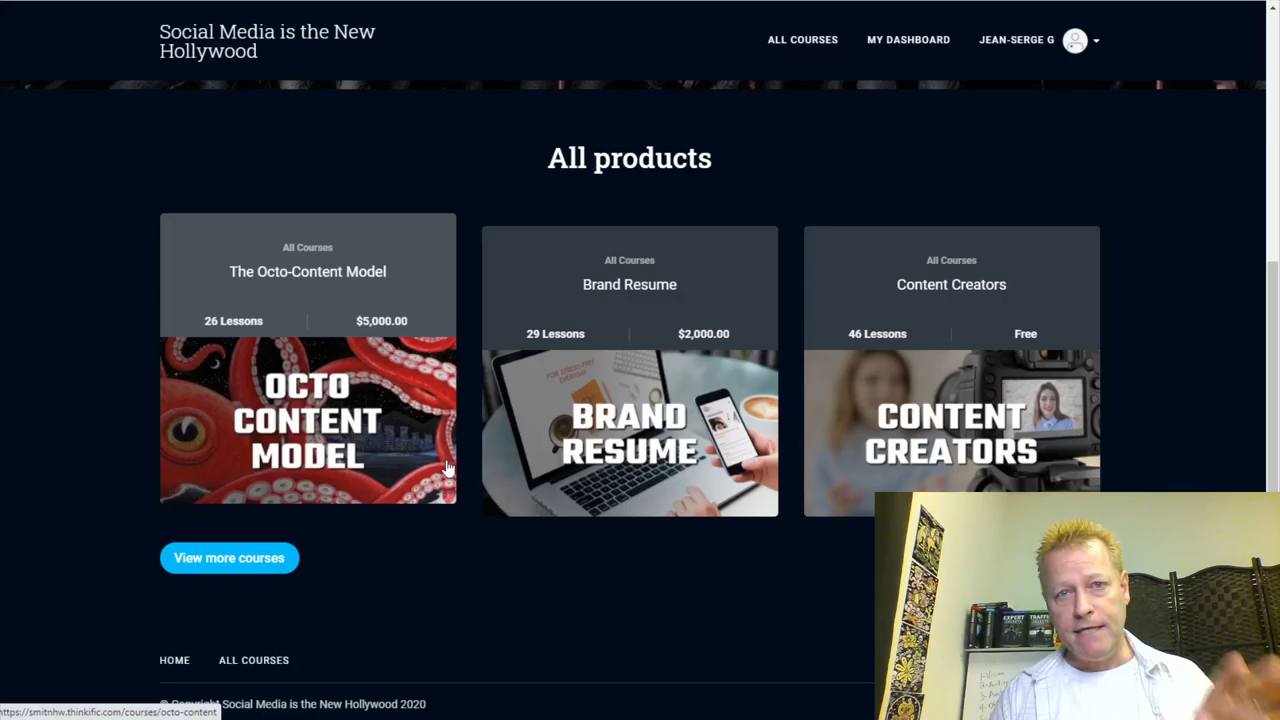 Social Media is the New
Hollywood
ALL COURSES
MY DASHBOARD
JEAN-SERGE G
All products
All Courses
The Octo-Content Model
26 Lessons
$5,000.00
OCTO
CONTENT
MODEL
All Courses
Brand Resume
29 Lessons
$2,000.00
BRAND
RESUME
All Courses
Content Creators
46 Lessons
Free
CONTENT
CREATORS
View more courses
EXPERT
HOME
ALL COURSES
© Copyright Social Media is the New Hollywood 2020
https://smitnhw.thinkific.com/courses/octo-content